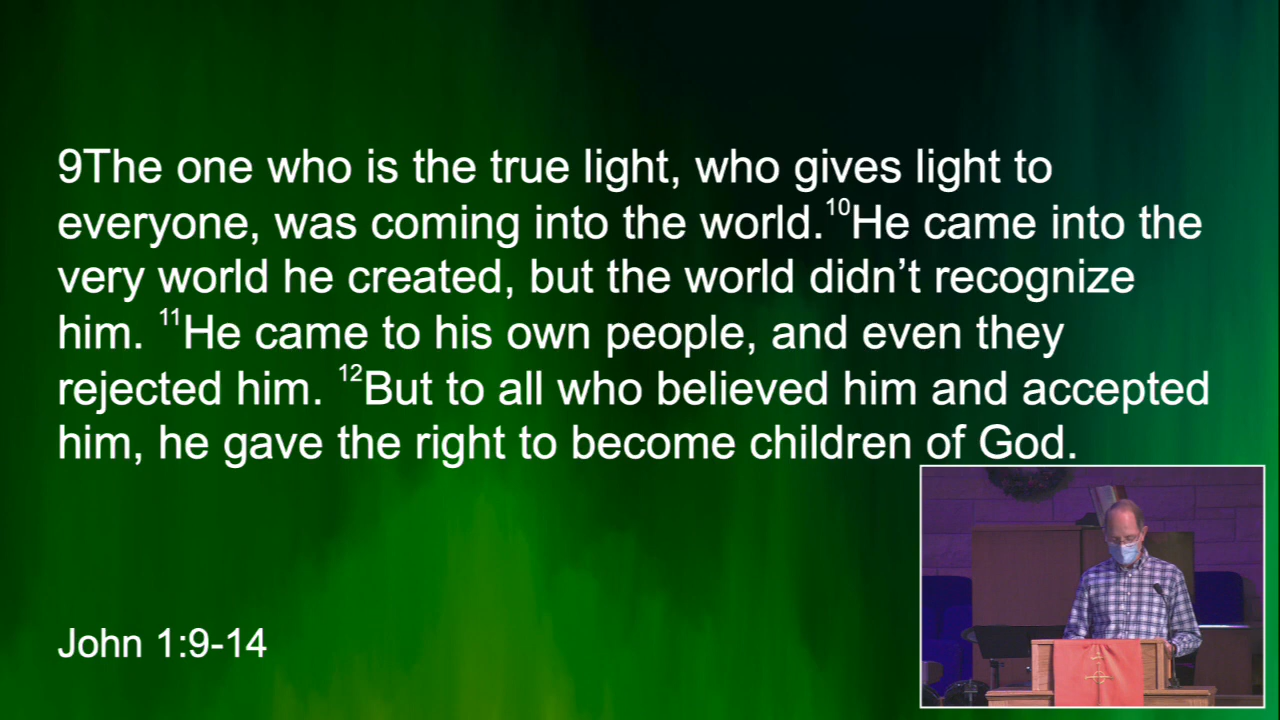 9The one who is the true light, who gives light to
everyone, was coming into the world.¹⁰He came into the
very world he created, but the world didn’t recognize
him. ¹¹He came to his own people, and even they
rejected him. ¹²But to all who believed him and accepted
him, he gave the right to become children of God.
John 1:9-14